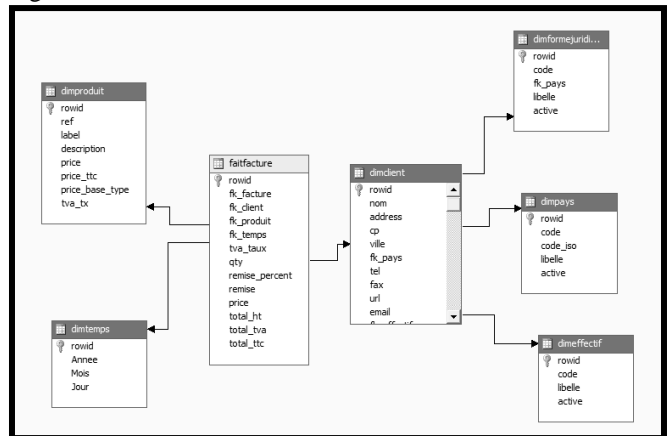 dimproduit
rowid
ref
label
description
price
price_ttc
price_base_type
tva_tx
dimtemps
rowid
Annee
Mois
Jour
faitfacture
rowid
fk_facture
fk_client
fk_produit
fk_temps
tva_taux
qty
remise_percent
remise
price
total_ht
total_tva
total_ttc
dimclient
rowid
nom
address
cp
ville
fk_pays
tel
fax
url
email
dimformejuridi...
rowid
code
fk_pays
libelle
active
dimpays
rowid
code
code_iso
libelle
active
dimeffectif
rowid
code
libelle
active